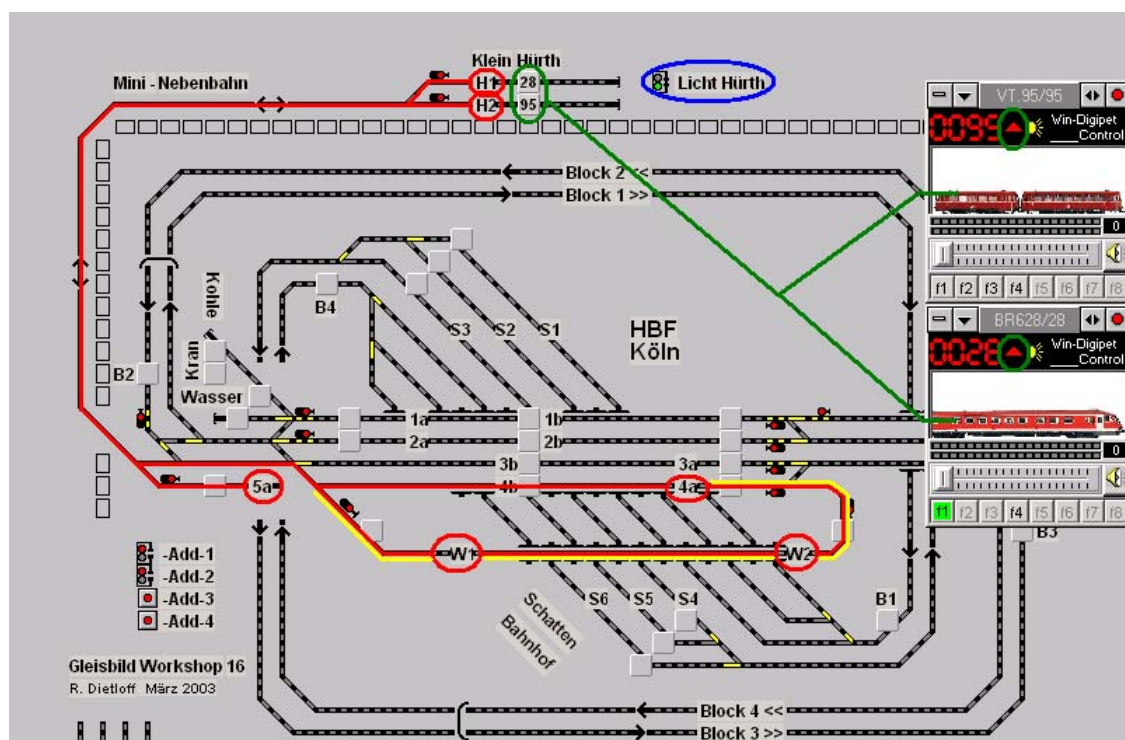 Klein Hürth
Mini - Nebenbahn
H1
28
H2
95
Licht Hürth
VT.95/95
0095
Win-Digipet
Control
0
f1 f2 f3 f4 f5 f6 f7 f8
BR628/28
0028
Win-Digipet
Control
0
f1 f2 f3 f4 f5 f6 f7 f8
Block 2 <<
Block 1 >>
Kohle
Kran
Wasser
B2
B4
S3
S2
S1
HBF
Köln
1a
1b
2a
2b
3b
3a
4b
4a
5a
W1
W2
B3
-Add-1
-Add-2
-Add-3
-Add-4
S6
S5
S4
B1
Schatten
Bahnhof
Gleisbild Workshop 16
R. Dietloff März 2003
Block 4 <<
Block 3 >>